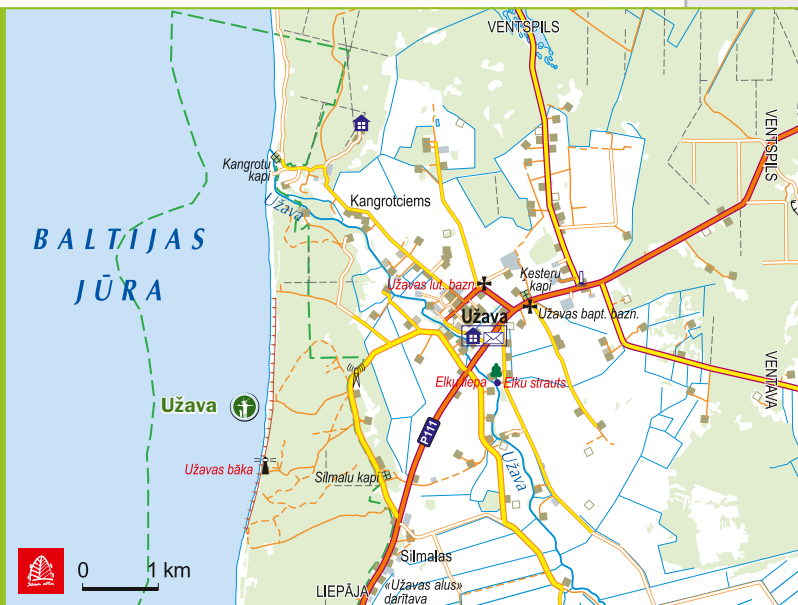 VENTSPILS
VENTSPILS
Kangrotu
kapi
Užava
Kangrotciems
BALTIJAS
JŪRA
Užavas lut. bazn.
Ķesteru
kapi
Užava
Užavas bapt. bazn.
VENTAVA
Elku liepa
Elku strauts
Užava
P111
Užavas bāka
Sīlmalu kapi
Užava
Sīlmalas
0 1 km
LIEPĀJA
«Užavas alus»
darītava